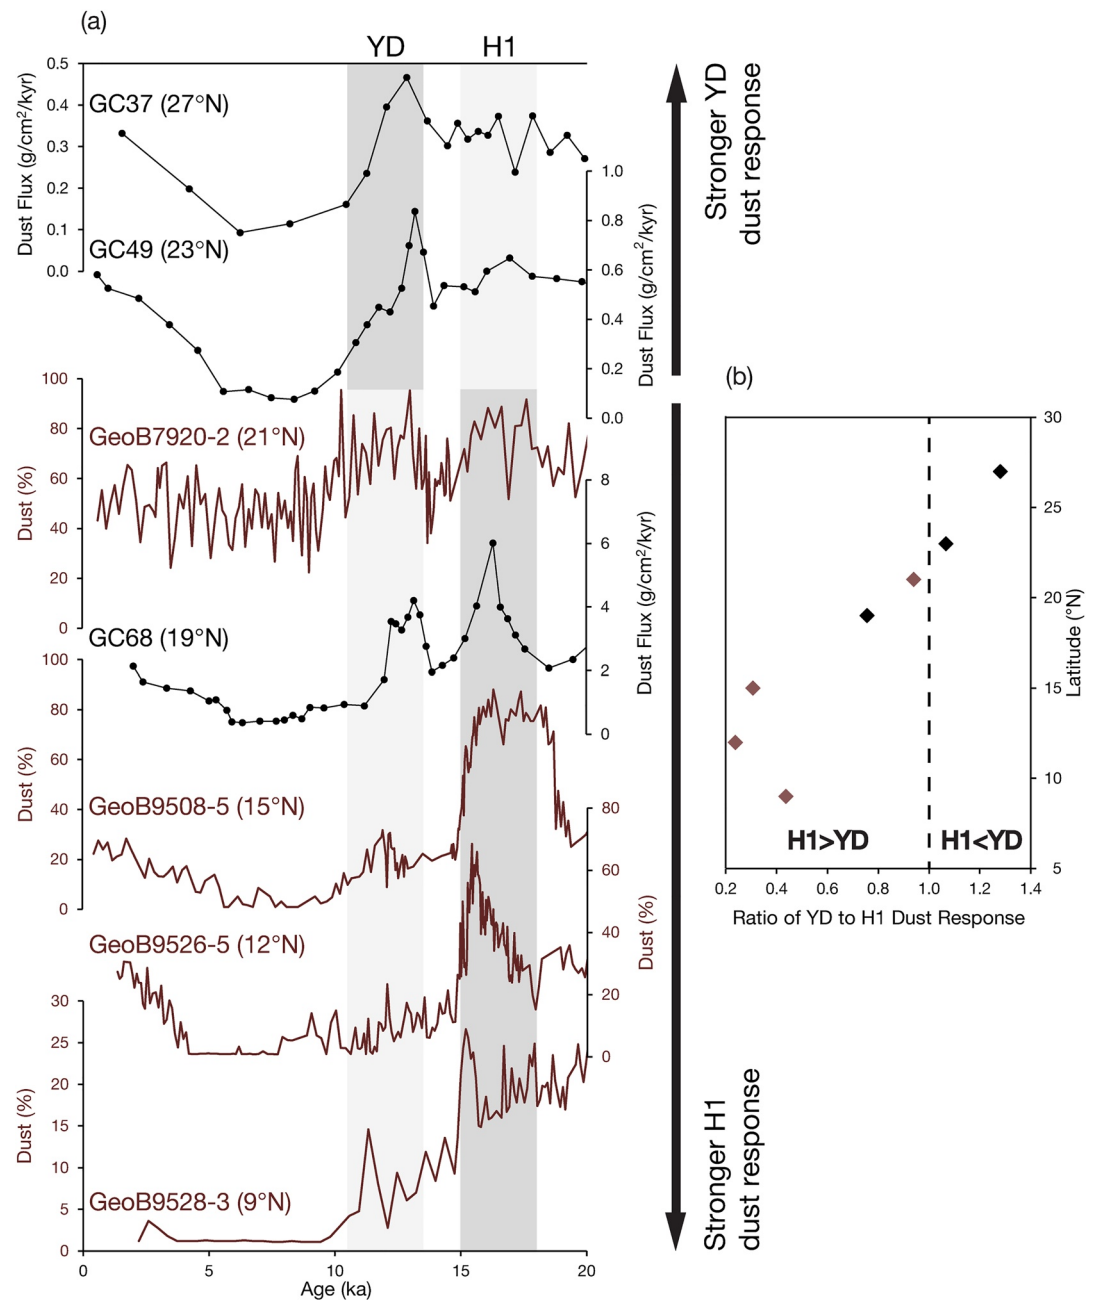 (a)
YD
H1
0.5
0.4
0.3
0.2
0.1
0.0
Dust Flux (g/cm²/kyr)
GC37 (27°N)
GC49 (23°N)
1.0
0.8
0.6
0.4
0.2
0.0
Dust Flux (g/cm²/kyr)
Stronger YD
dust response
100
80
60
40
20
0
Dust (%)
GeoB7920-2 (21°N)
8
6
4
2
0
Dust Flux (g/cm²/kyr)
GC68 (19°N)
100
80
60
40
20
0
Dust (%)
GeoB9508-5 (15°N)
80
60
40
20
0
Dust (%)
GeoB9526-5 (12°N)
30
25
20
15
10
5
0
Dust (%)
GeoB9528-3 (9°N)
0
5
10
15
20
Age (ka)
Stronger H1
dust response
(b)
30
25
20
15
10
5
Latitude (°N)
H1>YD
H1<YD
0.2
0.4
0.6
0.8
1.0
1.2
1.4
Ratio of YD to H1 Dust Response